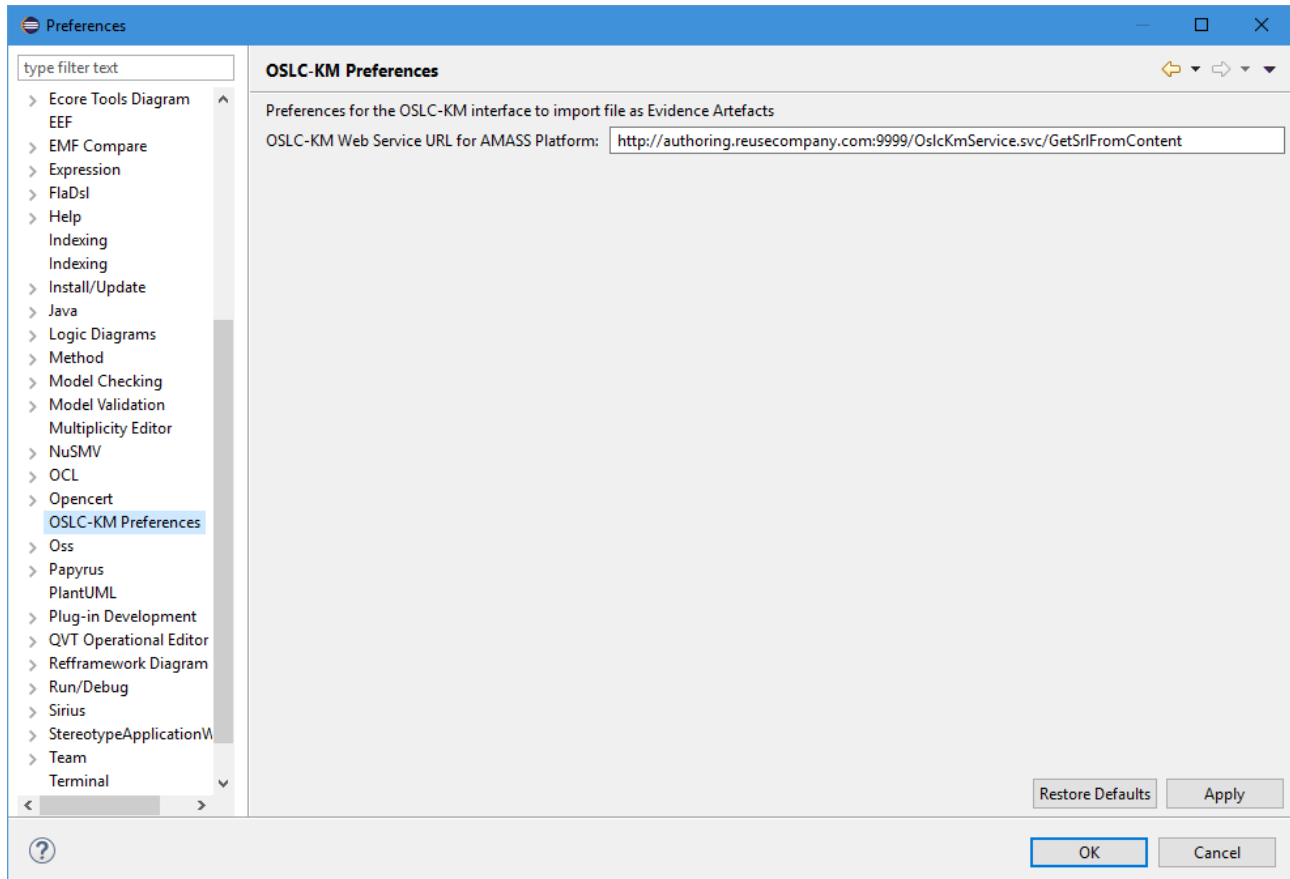 Preferences
type filter text
Ecore Tools Diagram
EEF
EMF Compare
Expression
FlaDsl
Help
Indexing
Indexing
Install/Update
Java
Logic Diagrams
Method
Model Checking
Model Validation
Multiplicity Editor
NuSMV
OCL
Opencert
OSLC-KM Preferences
Oss
Papyrus
PlantUML
Plug-in Development
QVT Operational Editor
Refframework Diagram
Run/Debug
Sirius
StereotypeApplicationW
Team
Terminal
OSLC-KM Preferences
Preferences for the OSLC-KM interface to import file as Evidence Artefacts
OSLC-KM Web Service URL for AMASS Platform: http://authoring.reusecompany.com:9999/OslcKmService.svc/GetSrlFromContent
Restore Defaults Apply
OK Cancel